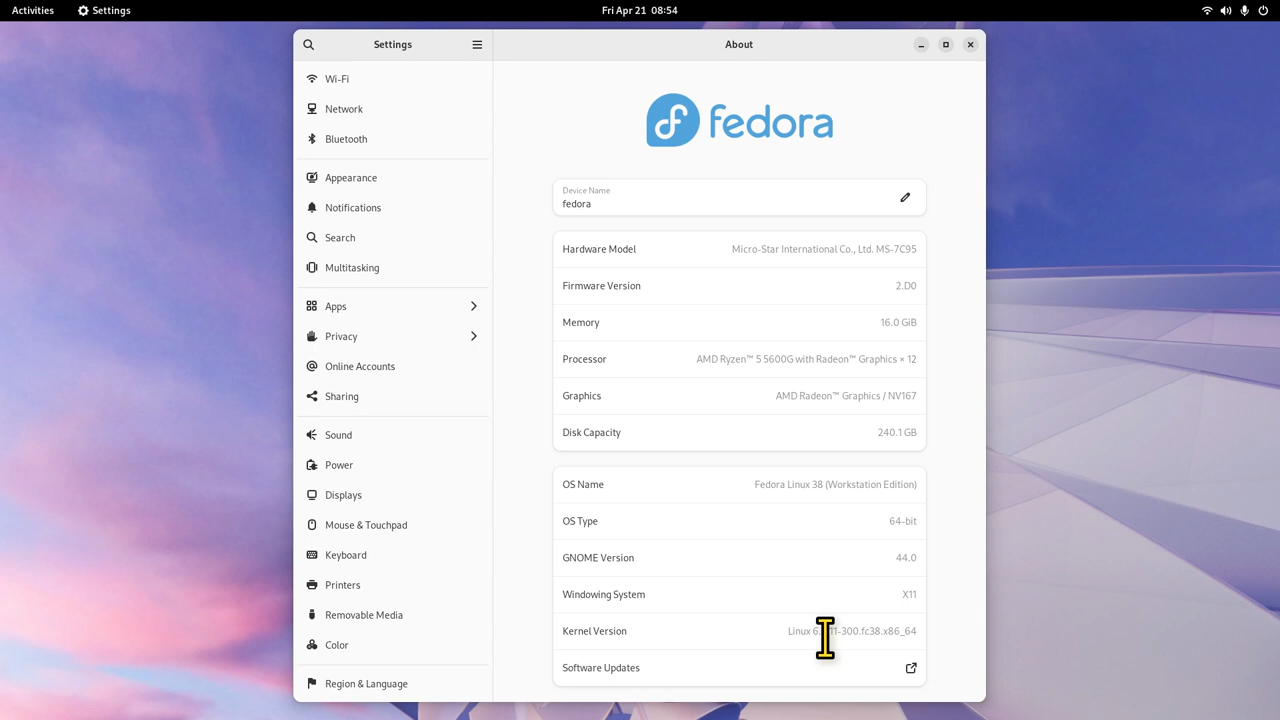 Activities
Settings
Fri Apr 21 08:54
Settings
About
Wi-Fi
Network
Bluetooth
Appearance
Notifications
Search
Multitasking
Apps
Privacy
Online Accounts
Sharing
Sound
Power
Displays
Mouse & Touchpad
Keyboard
Printers
Removable Media
Color
Region & Language
fedora
Device Name
fedora
Hardware Model Micro-Star International Co., Ltd. MS-7C95
Firmware Version 2.D0
Memory 16.0 GiB
Processor AMD Ryzen™ 5 5600G with Radeon™ Graphics × 12
Graphics AMD Radeon™ Graphics / NV167
Disk Capacity 240.1 GB
OS Name Fedora Linux 38 (Workstation Edition)
OS Type 64-bit
GNOME Version 44.0
Windowing System X11
Kernel Version Linux
Software Updates